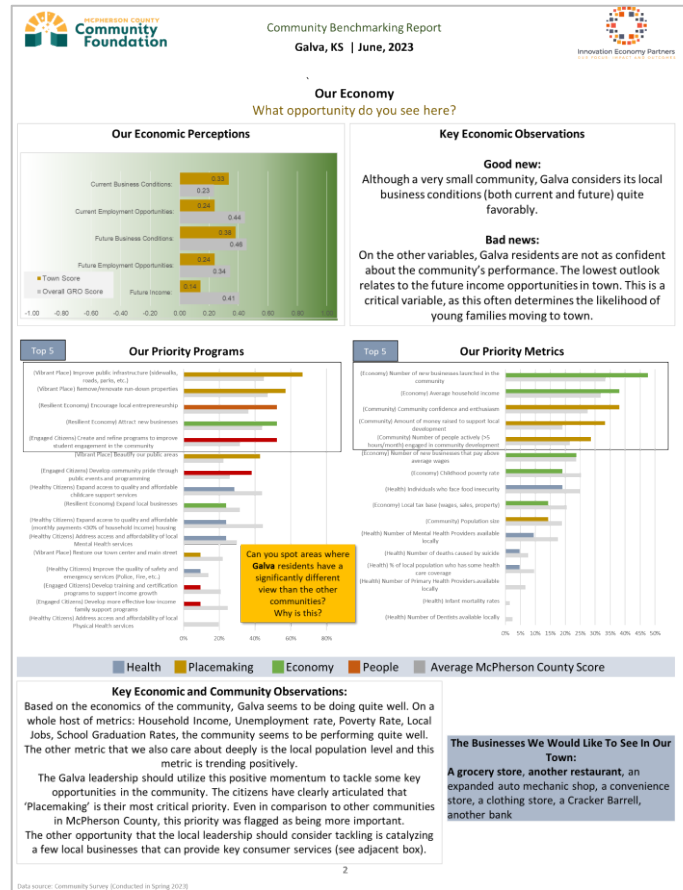 MCPHERSON COUNTY
Community
Foundation
Community Benchmarking Report
Galva, KS | June, 2023
Innovation Economy Partners
Our Economy
What opportunity do you see here?
Our Economic Perceptions
Current Business Conditions:
0.33
0.23
Current Employment Opportunities:
0.24
0.44
Future Business Conditions:
0.38
0.46
Future Employment Opportunities
0.24
0.34
Future Income:
0.14
0.41
Town Score
Overall GRO Score
-1.00 -0.80 -0.60 -0.40 -0.20 0.00 0.20 0.40 0.60 0.80 1.00
Key Economic Observations
Good new:
Although a very small community, Galva considers its local
business conditions (both current and future) quite
favorably.
Bad news:
On the other variables, Galva residents are not as confident
about the community's performance. The lowest outlook
relates to the future income opportunities in town. This is a
critical variable, as this often determines the likelihood of
young families moving to town.
Top 5
Our Priority Programs
(Vibrant Place) Improve public infrastructure (sidewalks,
roads, parks, etc.)
(Vibrant Place) Remove/renovate run-down properties
(Resilient Economy) Encourage local entrepreneurship
(Resilient Economy) Attract new businesses
(Engaged Citizens) Create and refine programs to improve
student engagement in the community
(Vibrant Place) Beautify our public areas
(Engaged Citizens) Develop community pride through
public events and programming
(Healthy Citizens) Expand access to quality and affordable
childcare support services
(Resilient Economy) Expand local businesses
(Healthy Citizens) Expand access to quality and affordable
(monthly payments <30% of household income) housing
(Healthy Citizens) Address access and affordability of local
Mental Health services
(Vibrant Place) Restore our town center and main street
(Healthy Citizens) Improve the quality of safety and
emergency services (Police, Fire, etc.)
(Engaged Citizens) Develop training and certification
programs to support income growth
(Engaged Citizens) Develop more effective low income
family support programs
(Healthy Citizens) Address access and affordability of local
Physical Health services
0% 20% 40% 60% 80%
Can you spot areas where
Galva residents have a
significantly different
view than the other
communities?
Why is this?
Top 5
Our Priority Metrics
(Economy) Number of new businesses launched in the
community
(Economy) Average household income
(Community) Community confidence and enthusiasm
(Community) Amount of money raised to support local
development
(Community) Number of people actively (>5
hours/month) engaged in community development
(Economy) Number of new businesses that pay above
average wages
(Economy) Childhood poverty rate
(Health) Individuals who face food insecurity
(Economy) Local tax base (wages, sales, property)
(Community) Population size
(Health) Number of Mental Health Providers available
locally
(Health) Number of deaths caused by suicide
(Health) % of local population who has some health
care coverage
(Health) Number of Primary Health Providers available
locally
(Health) Infant mortality rates
(Health) Number of Dentists available locally
0% 5% 10% 15% 20% 25% 30% 35% 40% 45% 50%
Health Placemaking Economy People Average McPherson County Score
Key Economic and Community Observations:
Based on the economics of the community, Galva seems to be doing quite well. On a
whole host of metrics: Household Income, Unemployment rate, Poverty Rate, Local
Jobs, School Graduation Rates, the community seems to be performing quite well.
The other metric that we also care about deeply is the local population level and this
metric is trending positively.
The Galva leadership should utilize this positive momentum to tackle some key
opportunities in the community. The citizens have clearly articulated that
'Placemaking' is their most critical priority. Even in comparison to other communities
in McPherson County, this priority was flagged as being more important.
The other opportunity that the local leadership should consider tackling is catalyzing
a few local businesses that can provide key consumer services (see adjacent box).
The Businesses We Would Like To See In Our
Town:
A grocery store, another restaurant, an
expanded auto mechanic shop, a convenience
store, a clothing store, a Cracker Barrell,
another bank
2
Data source: Community Survey (Conducted in Spring 2023)